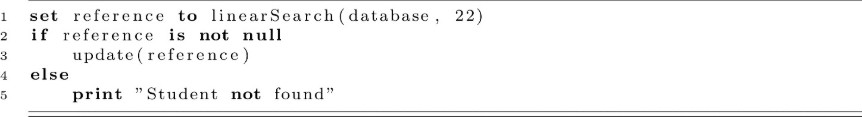 1 set reference to linearSearch(database, 22)
2 if reference is not null
3 update(reference)
4 else
5 print "Student not found"